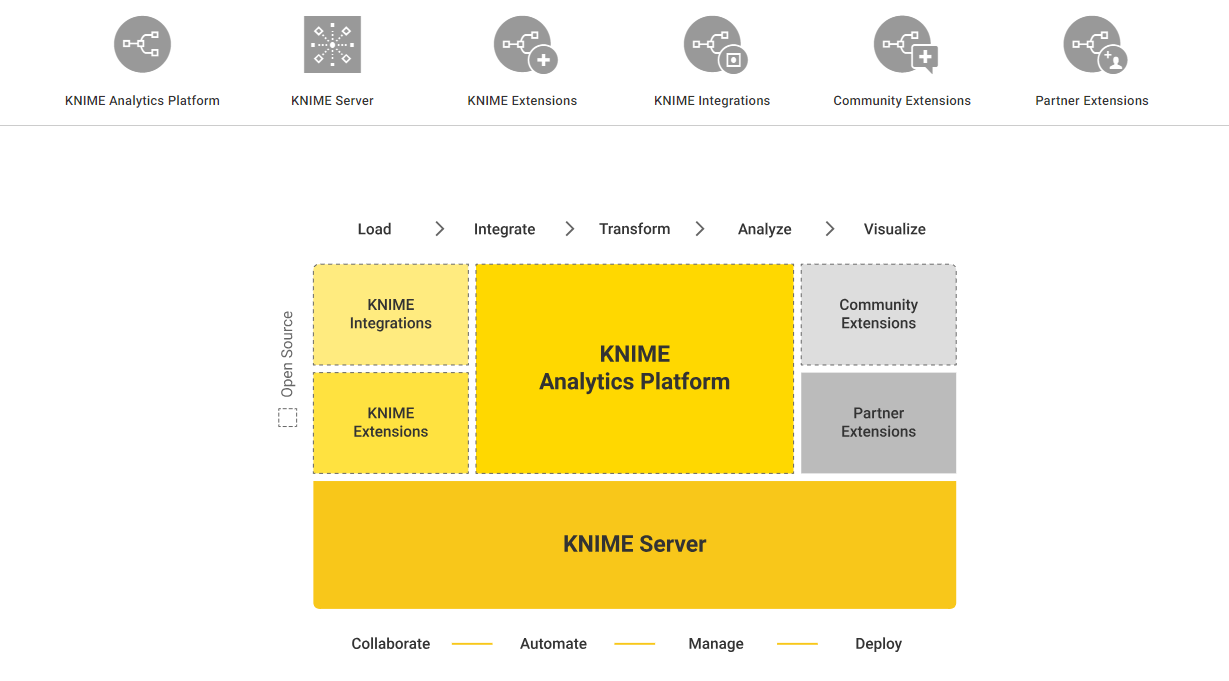 KNIME Analytics Platform
KNIME Server
KNIME Extensions
KNIME Integrations
Community Extensions
Partner Extensions
Load
Integrate
Transform
Analyze
Visualize
Open Source
KNIME
Integrations
KNIME
Extensions
KNIME
Analytics Platform
Community
Extensions
Partner
Extensions
KNIME Server
Collaborate
Automate
Manage
Deploy